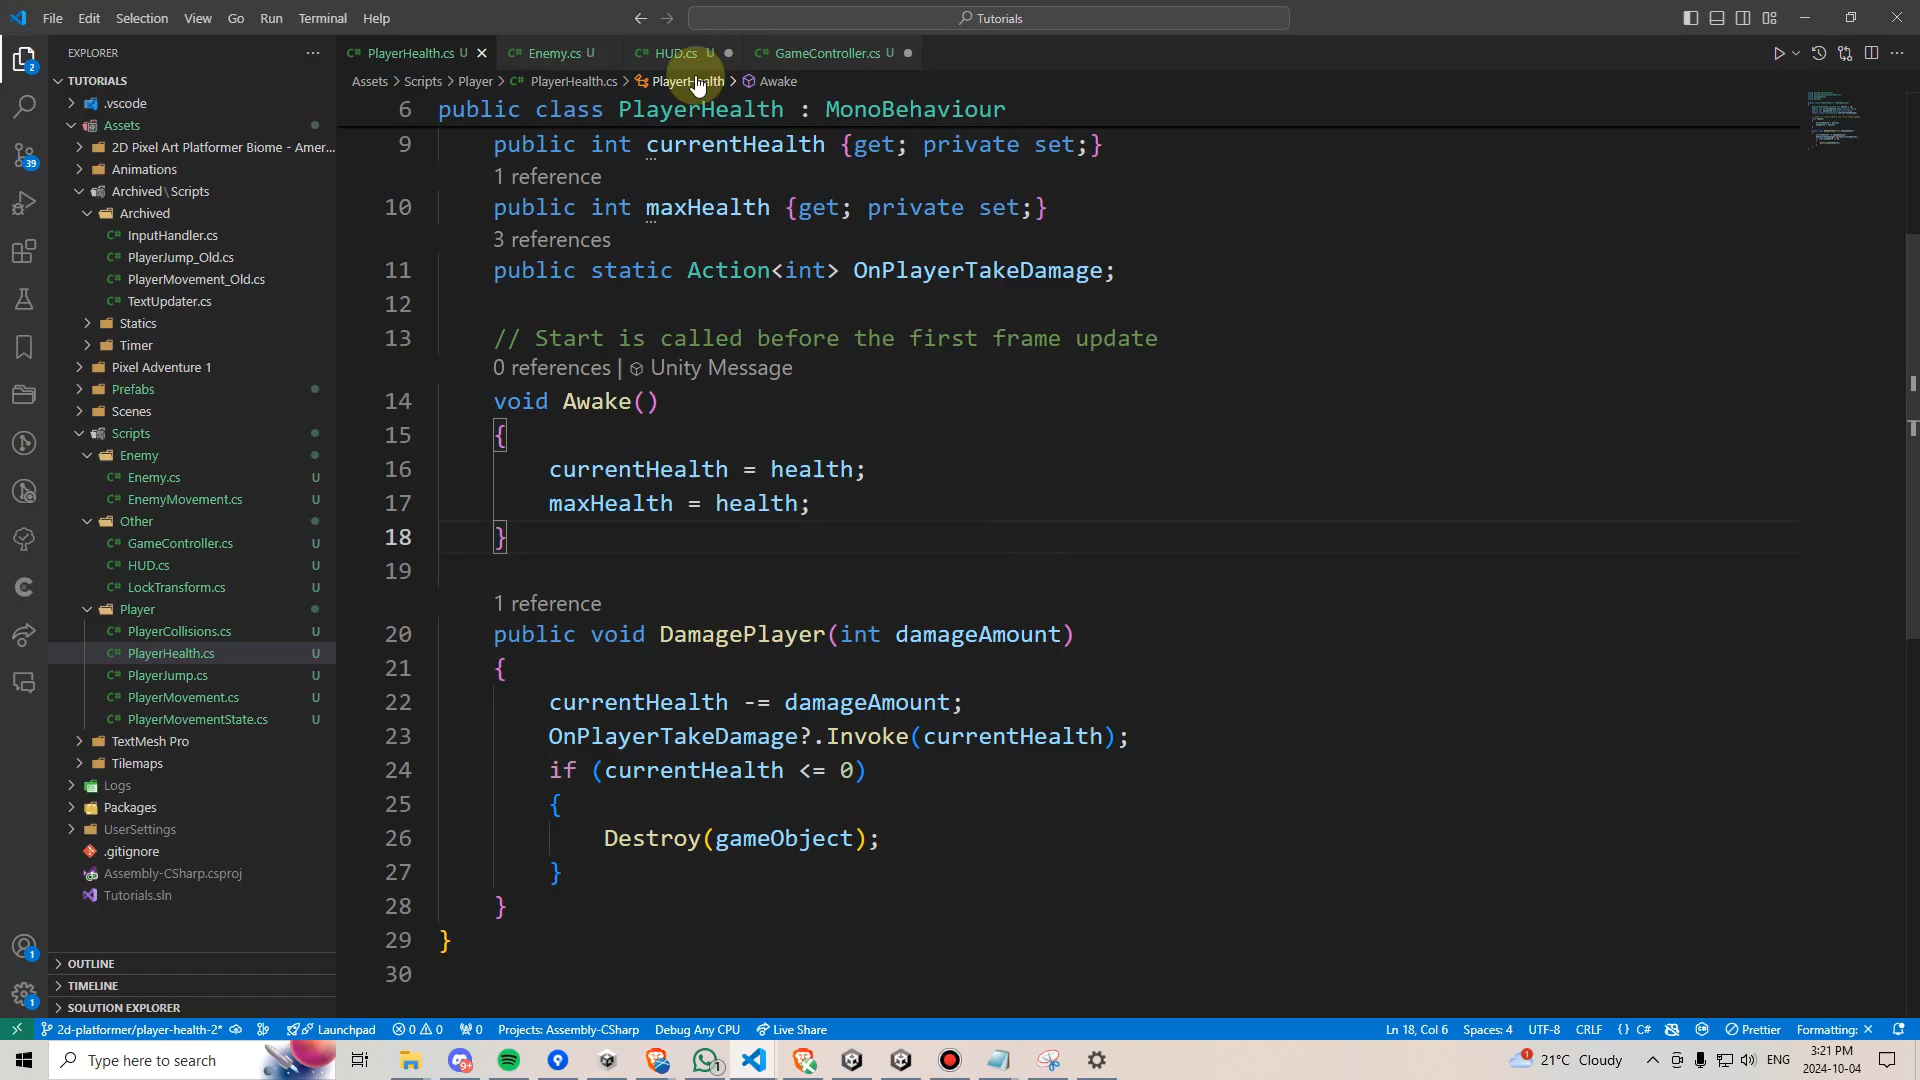 File Edit Selection View Go Run Terminal Help
Tutorials
EXPLORER
PlayerHealth.cs U
Enemy.cs U
HUD.cs U
GameController.cs U
Assets > Scripts > Player > PlayerHealth.cs > PlayerHealth > Awake
TUTORIALS
.vscode
Assets
2D Pixel Art Platformer Biome - Amer...
Animations
Archived\Scripts
Archived
InputHandler.cs
PlayerJump_Old.cs
PlayerMovement_Old.cs
TextUpdater.cs
Statics
Timer
Pixel Adventure 1
Prefabs
Scenes
Scripts
Enemy
Enemy.cs U
EnemyMovement.cs U
Other
GameController.cs U
HUD.cs U
LockTransform.cs U
Player
PlayerCollisions.cs U
PlayerHealth.cs U
PlayerJump.cs U
PlayerMovement.cs U
PlayerMovementState.cs U
TextMesh Pro
Tilemaps
Logs
Packages
UserSettings
.gitignore
Assembly-CSharp.csproj
Tutorials.sln
OUTLINE
TIMELINE
SOLUTION EXPLORER
2
39
1
1
6 public class PlayerHealth : MonoBehaviour
9 public int currentHealth {get; private set;}
1 reference
10 public int maxHealth {get; private set;}
3 references
11 public static Action<int> OnPlayerTakeDamage;
12
13 // Start is called before the first frame update
0 references | Unity Message
14 void Awake()
15 {
16 currentHealth = health;
17 maxHealth = health;
18 }
19
1 reference
20 public void DamagePlayer(int damageAmount)
21 {
22 currentHealth -= damageAmount;
23 OnPlayerTakeDamage?.Invoke(currentHealth);
24 if (currentHealth <= 0)
25 {
26 Destroy(gameObject);
27 }
28 }
29 }
30
2d-platformer/player-health-2* Launchpad 0 0 0 Projects: Assembly-CSharp Debug Any CPU Live Share Ln 18, Col 6 Spaces: 4 UTF-8 CRLF {} C# Prettier Formatting: ×
Type here to search
9+
1
1
21°C Cloudy
ENG
3:21 PM
2024-10-04